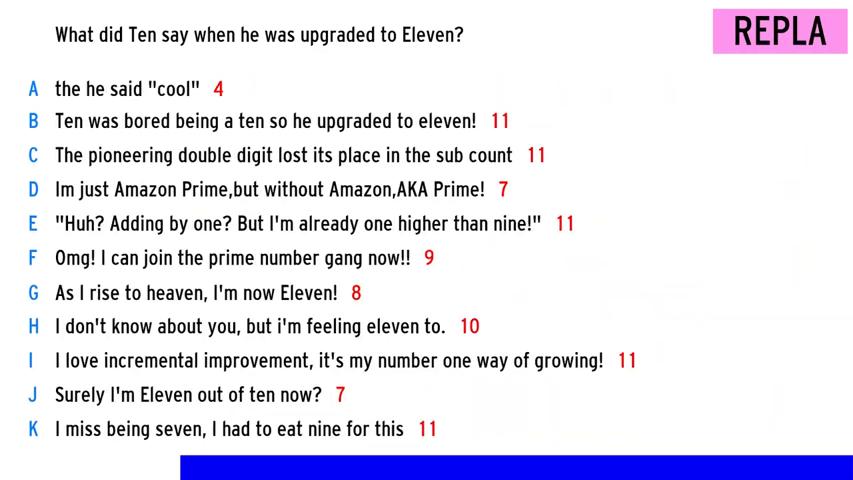 What did Ten say when he was upgraded to Eleven?
REPLA
A the he said "cool" 4
B Ten was bored being a ten so he upgraded to eleven! 11
C The pioneering double digit lost its place in the sub count 11
D Im just Amazon Prime,but without Amazon,AKA Prime! 7
E "Huh? Adding by one? But I'm already one higher than nine!" 11
F Omg! I can join the prime number gang now!! 9
G As I rise to heaven, I'm now Eleven! 8
H I don't know about you, but i'm feeling eleven to. 10
I I love incremental improvement, it's my number one way of growing! 11
J Surely I'm Eleven out of ten now? 7
K I miss being seven, I had to eat nine for this 11